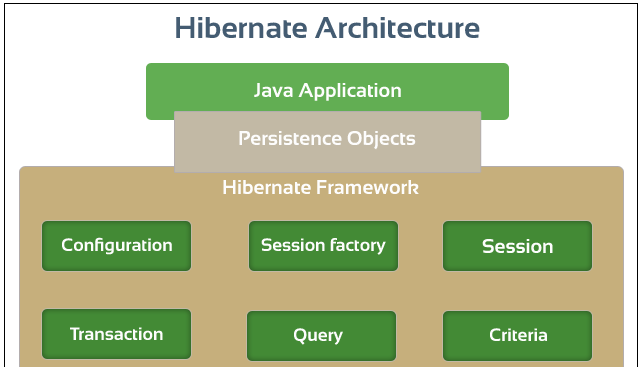 Hibernate Architecture
Java Application
Persistence Objects
Hibernate Framework
Configuration
Session factory
Session
Transaction
Query
Criteria